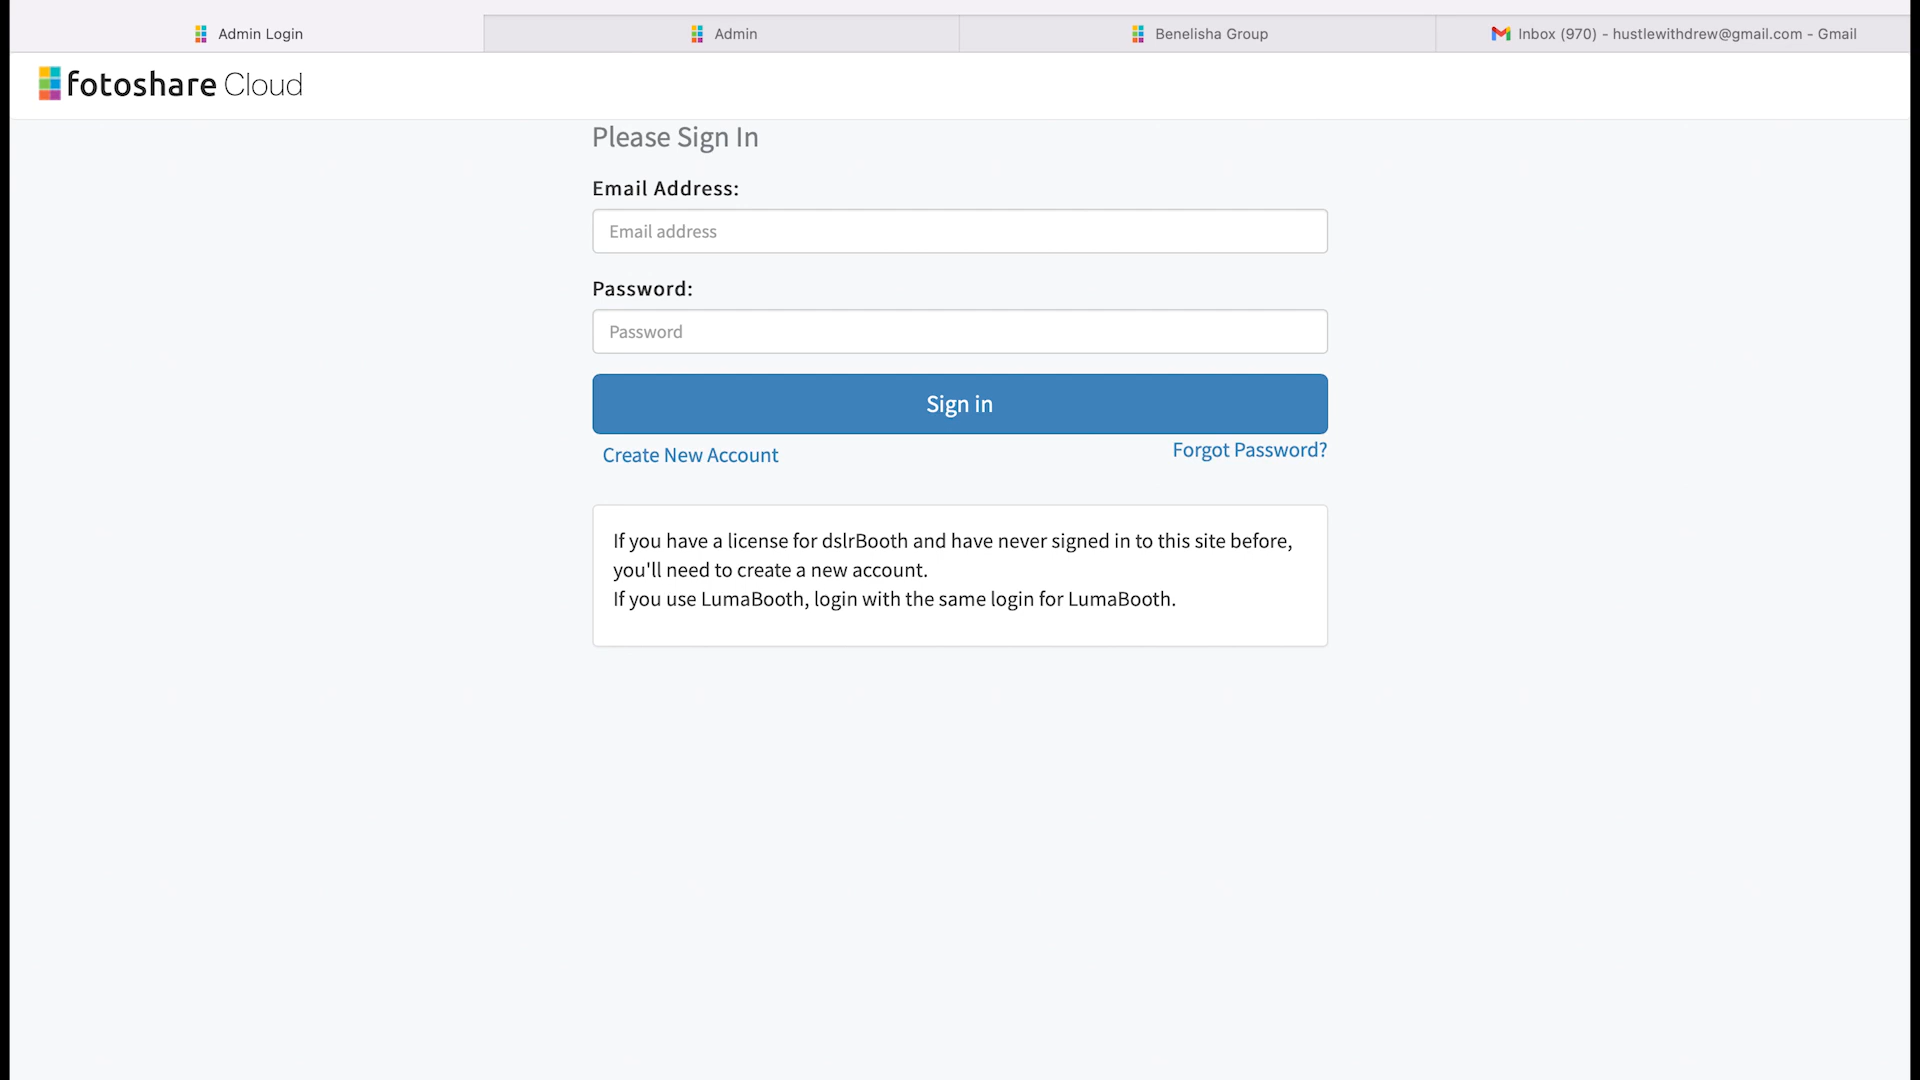 Admin Login
Admin
Benelisha Group
Inbox (970) - hustlewithdrew@gmail.com - Gmail
fotoshare Cloud
Please Sign In
Email Address:
Email address
Password:
Password
Sign in
Create New Account
Forgot Password?
If you have a license for dslrBooth and have never signed in to this site before,
you'll need to create a new account.
If you use LumaBooth, login with the same login for LumaBooth.